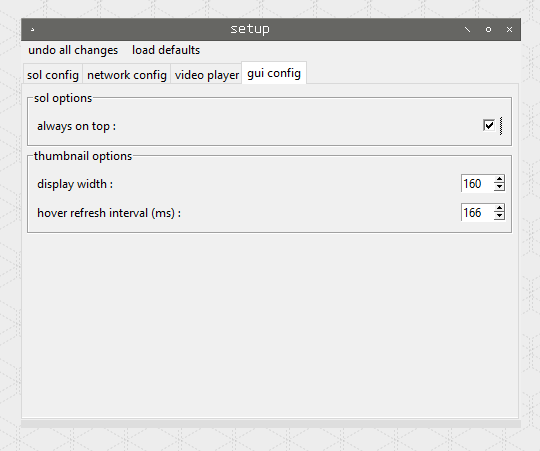 setup
undo all changes load defaults
sol config network config video player gui config
sol options
always on top :
thumbnail options
display width : 160
hover refresh interval (ms) : 166